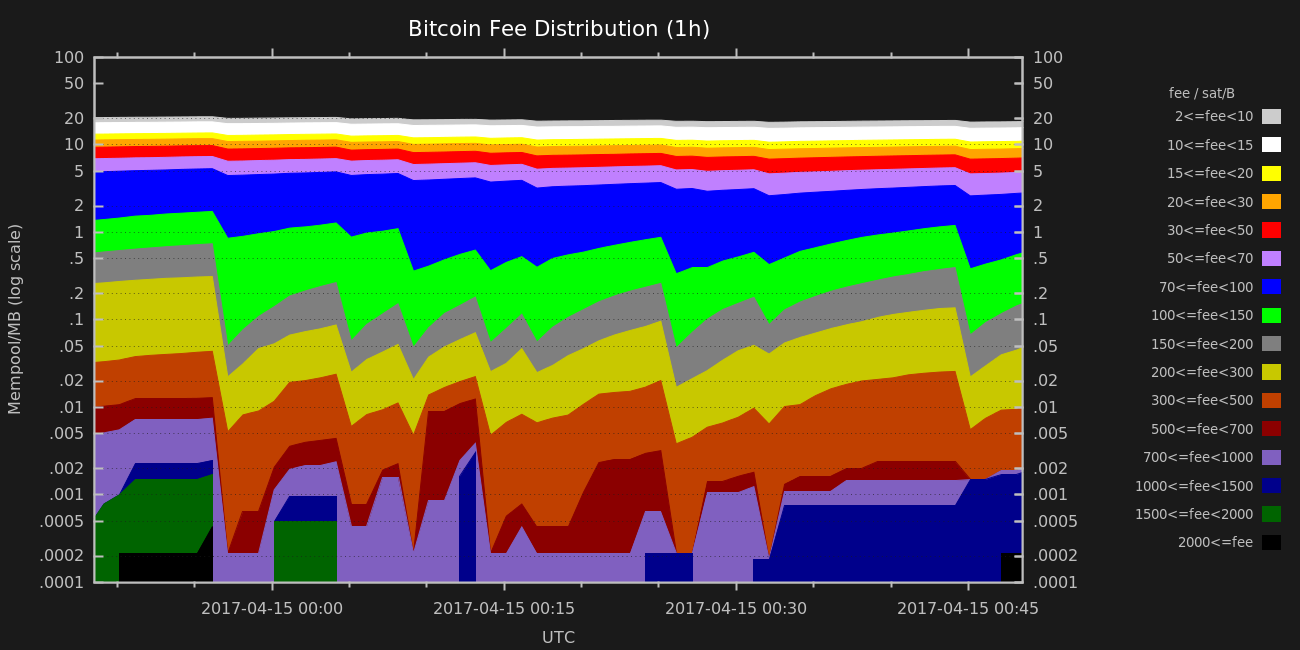 Bitcoin Fee Distribution (1h)
100
50
20
10
5
2
1
.5
.2
.1
.05
.02
.01
.005
.002
.001
.0005
.0002
.0001
Mempool/MB (log scale)
100
50
20
10
5
2
1
.5
.2
.1
.05
.02
.01
.005
.002
.001
.0005
.0002
.0001
2017-04-15 00:00 2017-04-15 00:15 2017-04-15 00:30 2017-04-15 00:45
UTC
fee / sat/B
2<=fee<10
10<=fee<15
15<=fee<20
20<=fee<30
30<=fee<50
50<=fee<70
70<=fee<100
100<=fee<150
150<=fee<200
200<=fee<300
300<=fee<500
500<=fee<700
700<=fee<1000
1000<=fee<1500
1500<=fee<2000
2000<=fee